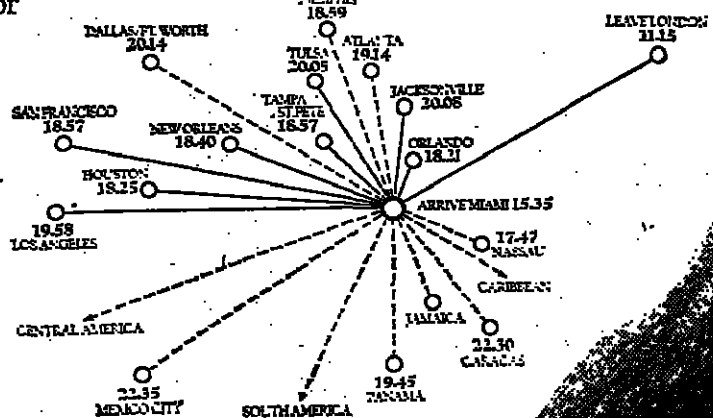 or
18.59
DALLAS/FT. WORTH
20.14
TULSA
20.05
ATLANTA
19.14
LEAVE LONDON
11.15
JACKSONVILLE
20.08
SAN FRANCISCO
18.57
NEW ORLEANS
18.40
TAMPA
ST. PETE
18.57
ORLANDO
18.21
HOUSTON
18.25
ARRIVE MIAMI 15.35
19.58
LOS ANGELES
17.47
NASSAU
CARIBBEAN
CENTRAL AMERICA
JAMAICA
22.30
CARACAS
22.35
MEXICO CITY
SOUTH AMERICA
19.45
PANAMA